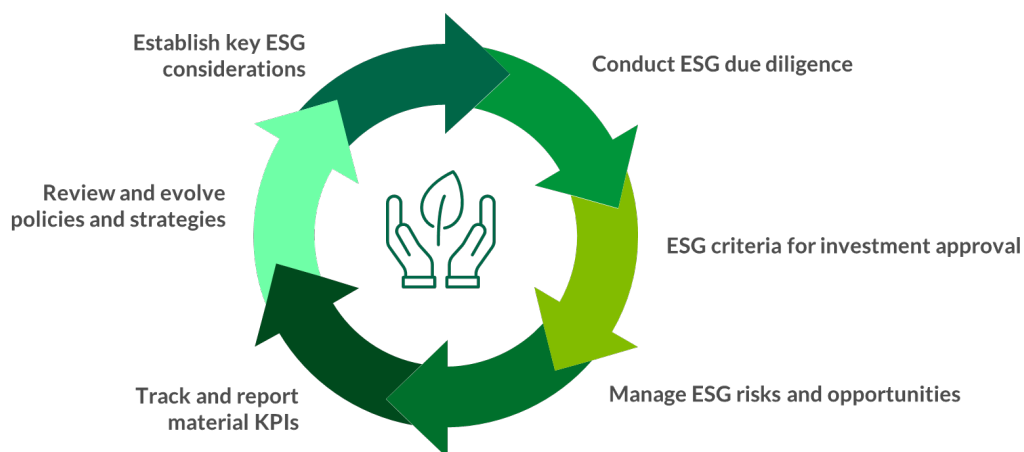 Establish key ESG
considerations
Conduct ESG due diligence
ESG criteria for investment approval
Manage ESG risks and opportunities
Track and report
material KPIs
Review and evolve
policies and strategies